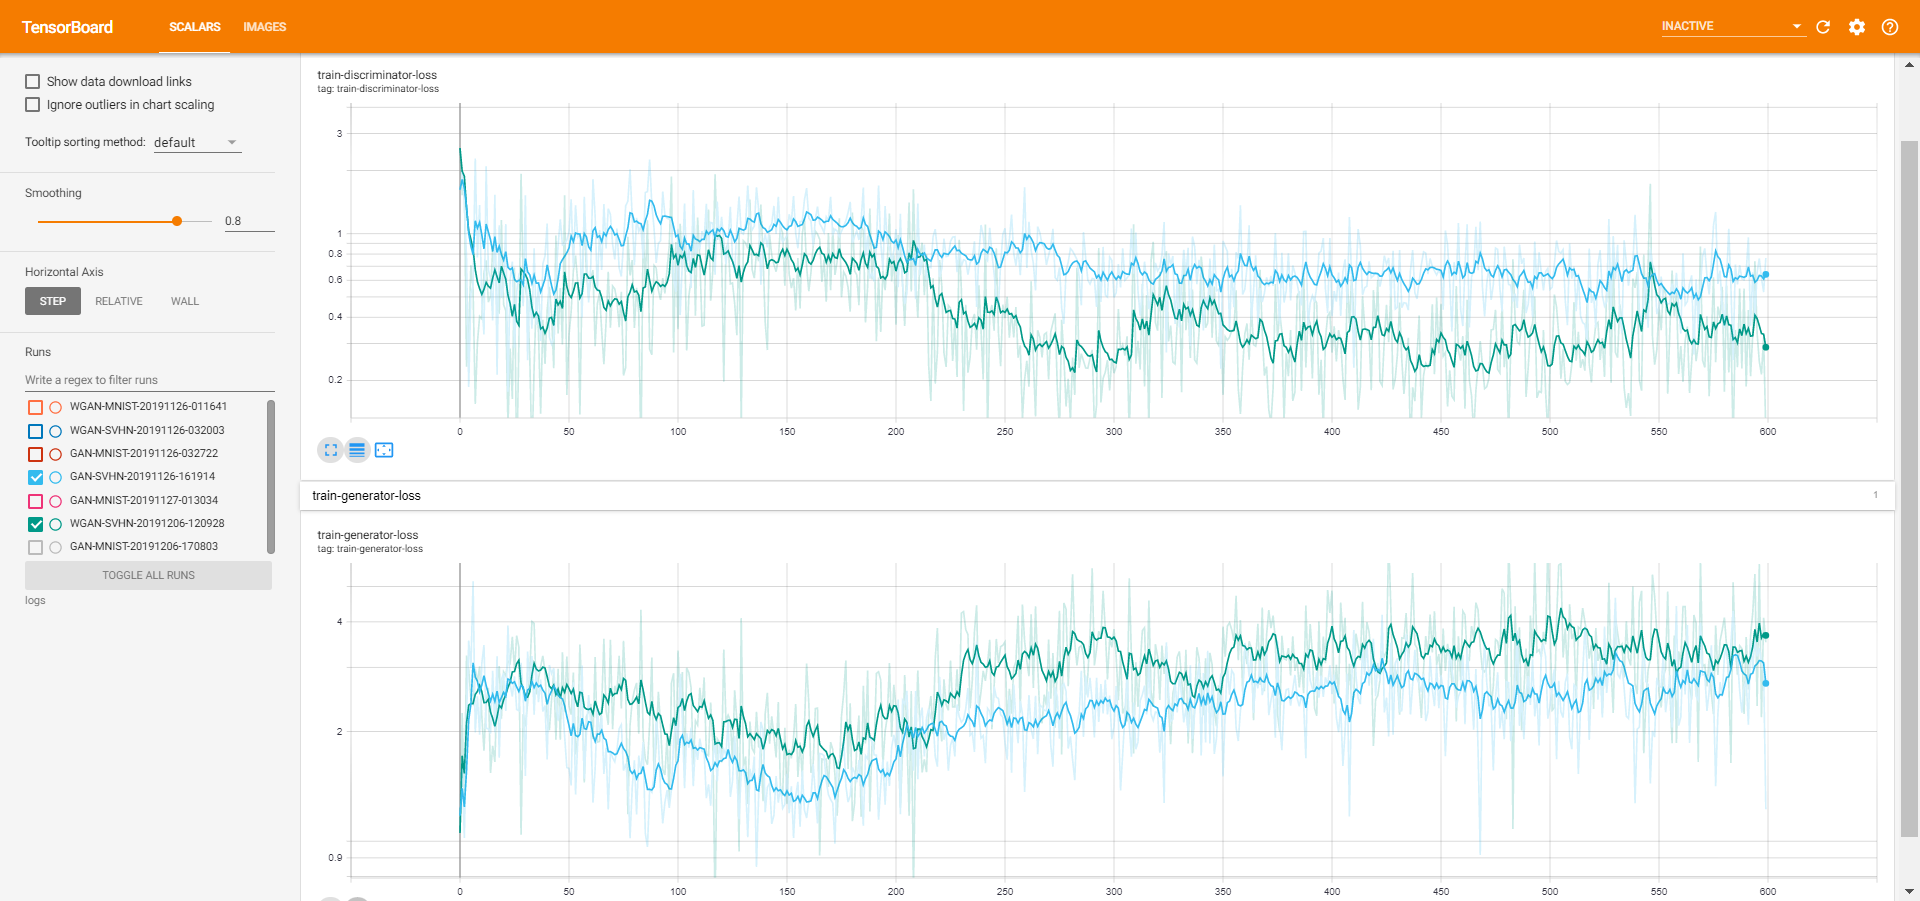 TensorBoard
SCALARS
IMAGES
INACTIVE
Show data download links
Ignore outliers in chart scaling
Tooltip sorting method: default
Smoothing
0.8
Horizontal Axis
STEP
RELATIVE
WALL
Runs
Write a regex to filter runs
WGAN-MNIST-20191126-011641
WGAN-SVHN-20191126-032003
GAN-MNIST-20191126-032722
GAN-SVHN-20191126-161914
GAN-MNIST-20191127-013034
WGAN-SVHN-20191206-120928
GAN-MNIST-20191206-170803
TOGGLE ALL RUNS
logs
train-discriminator-loss
tag: train-discriminator-loss
3
1
0.8
0.6
0.4
0.2
0 50 100 150 200 250 300 350 400 450 500 550 600
train-generator-loss
1
train-generator-loss
tag: train-generator-loss
4
2
0.9
0 50 100 150 200 250 300 350 400 450 500 550 600